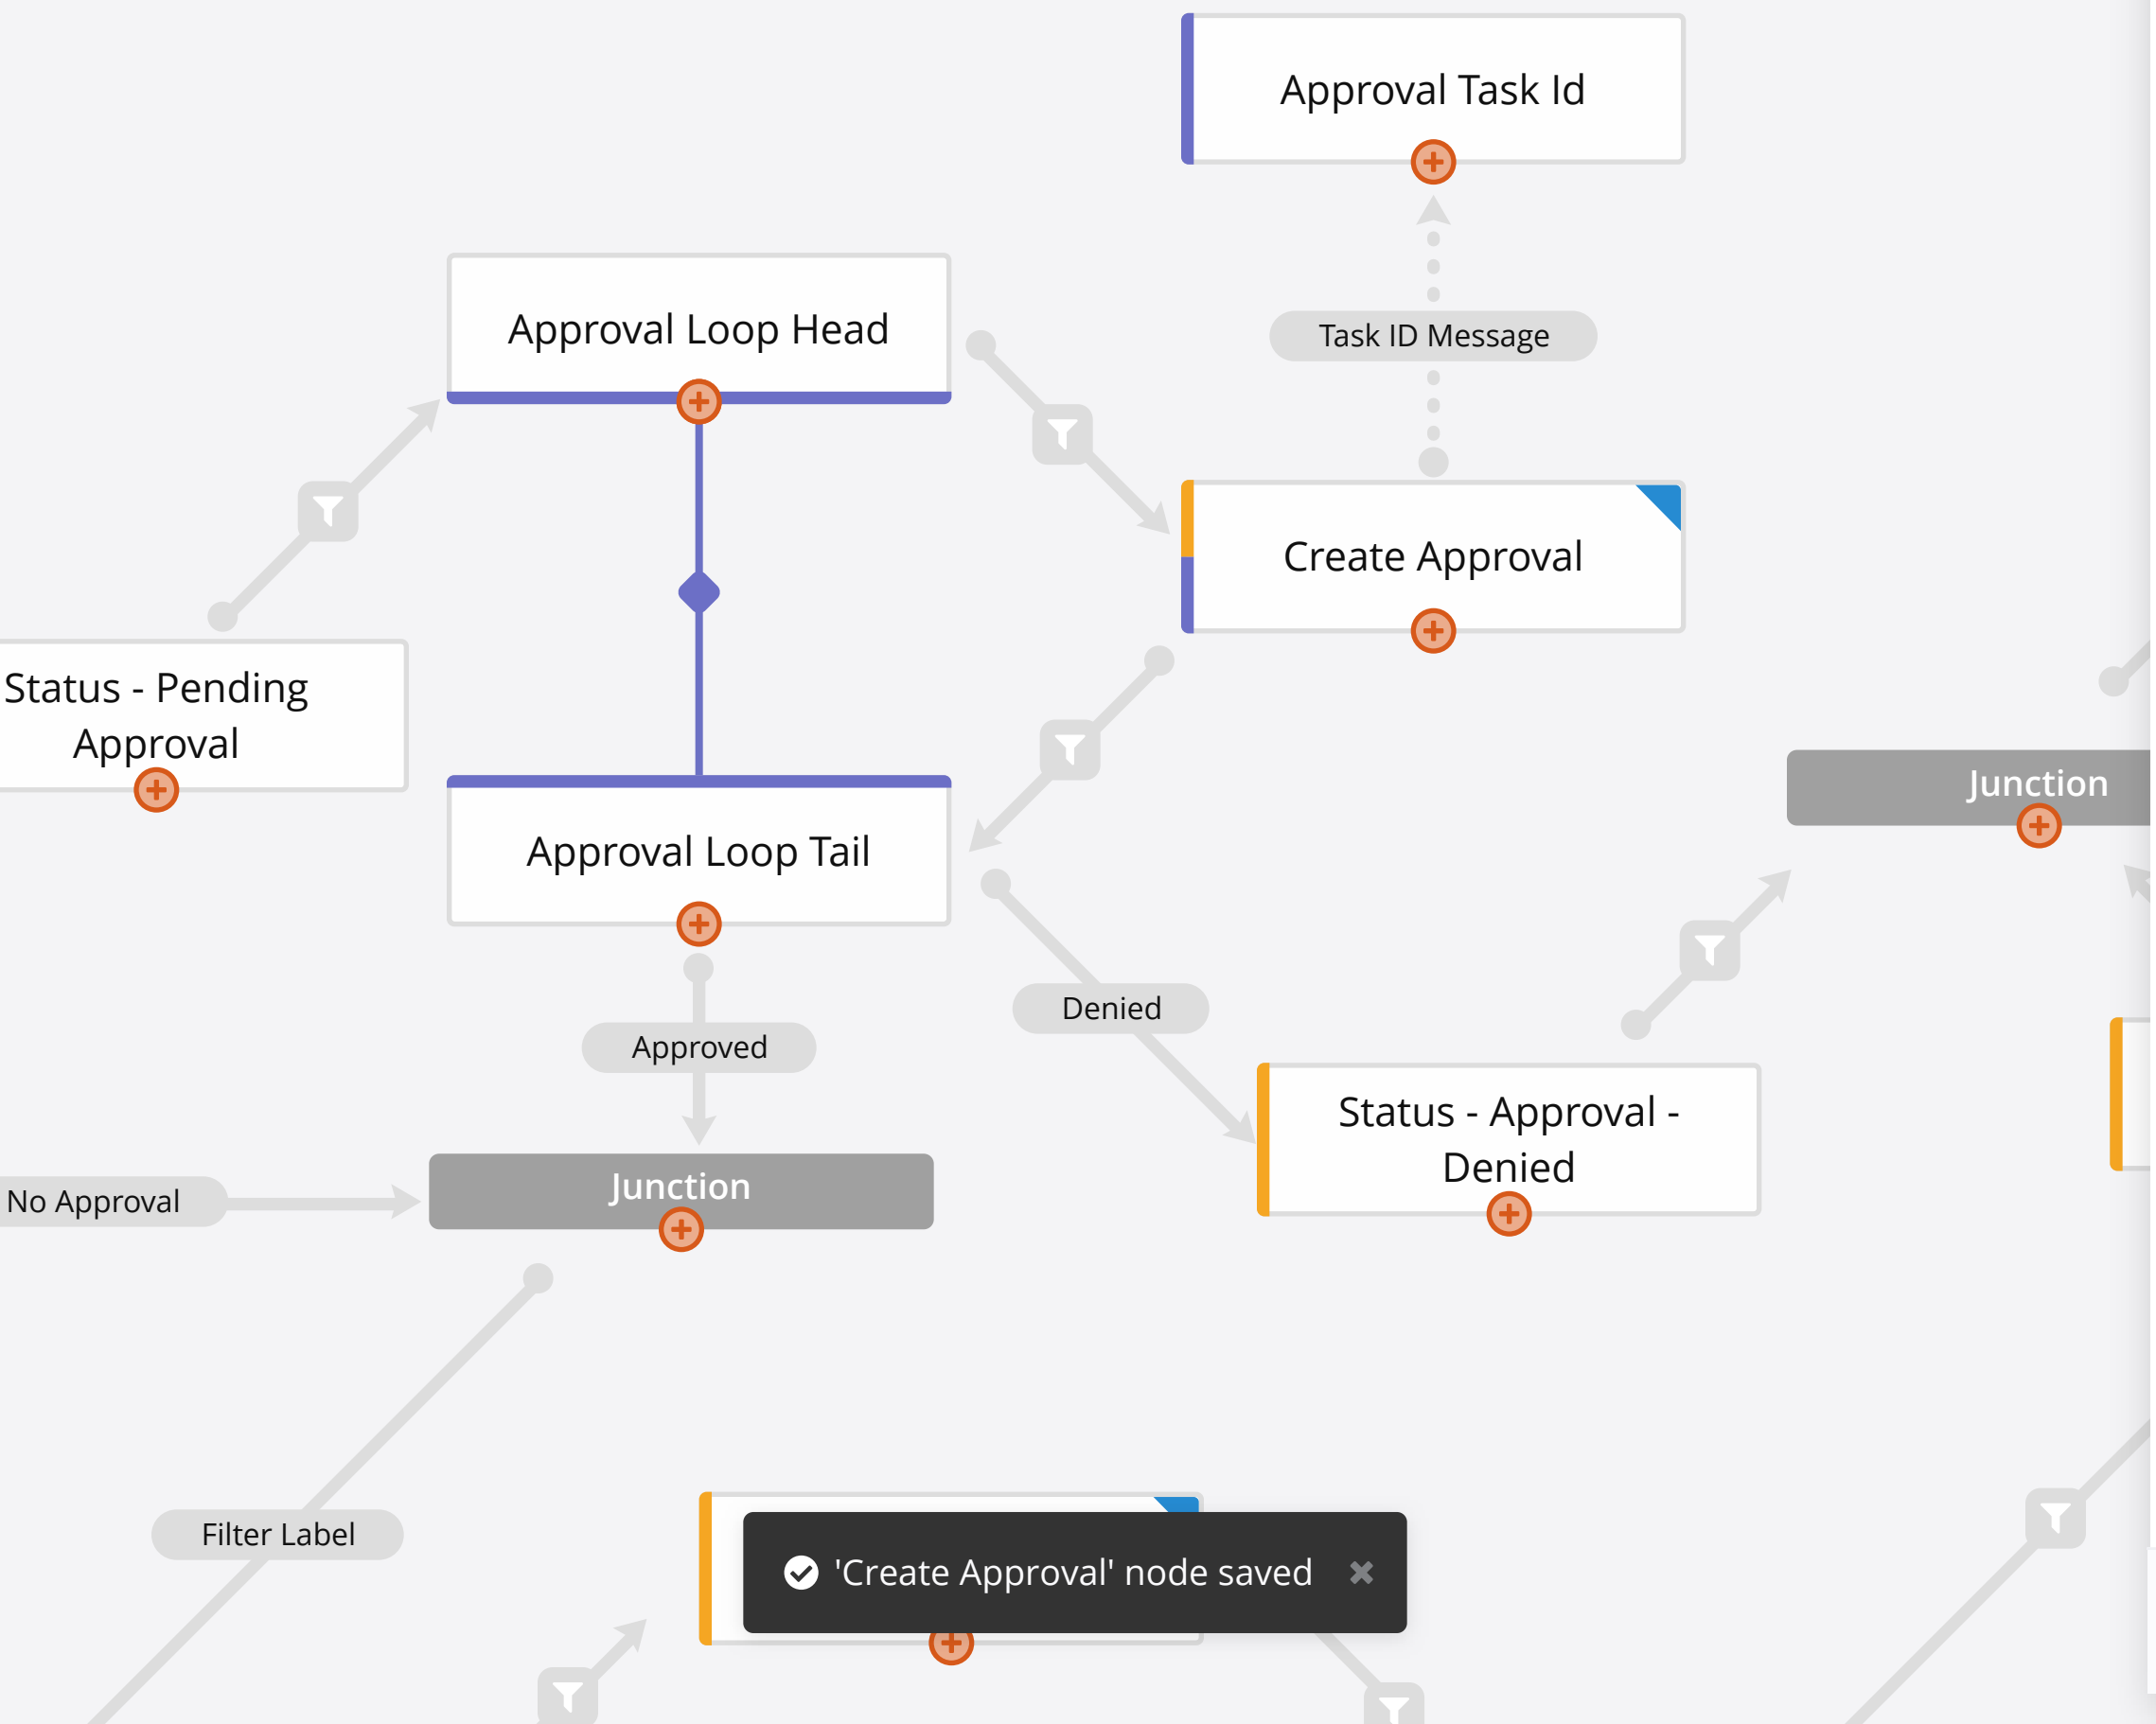 Approval Task Id
Approval Loop Head
Task ID Message
Create Approval
Status - Pending
Approval
Junction
Approval Loop Tail
Denied
Approved
Status - Approval -
Denied
Junction
No Approval
Filter Label
'Create Approval' node saved